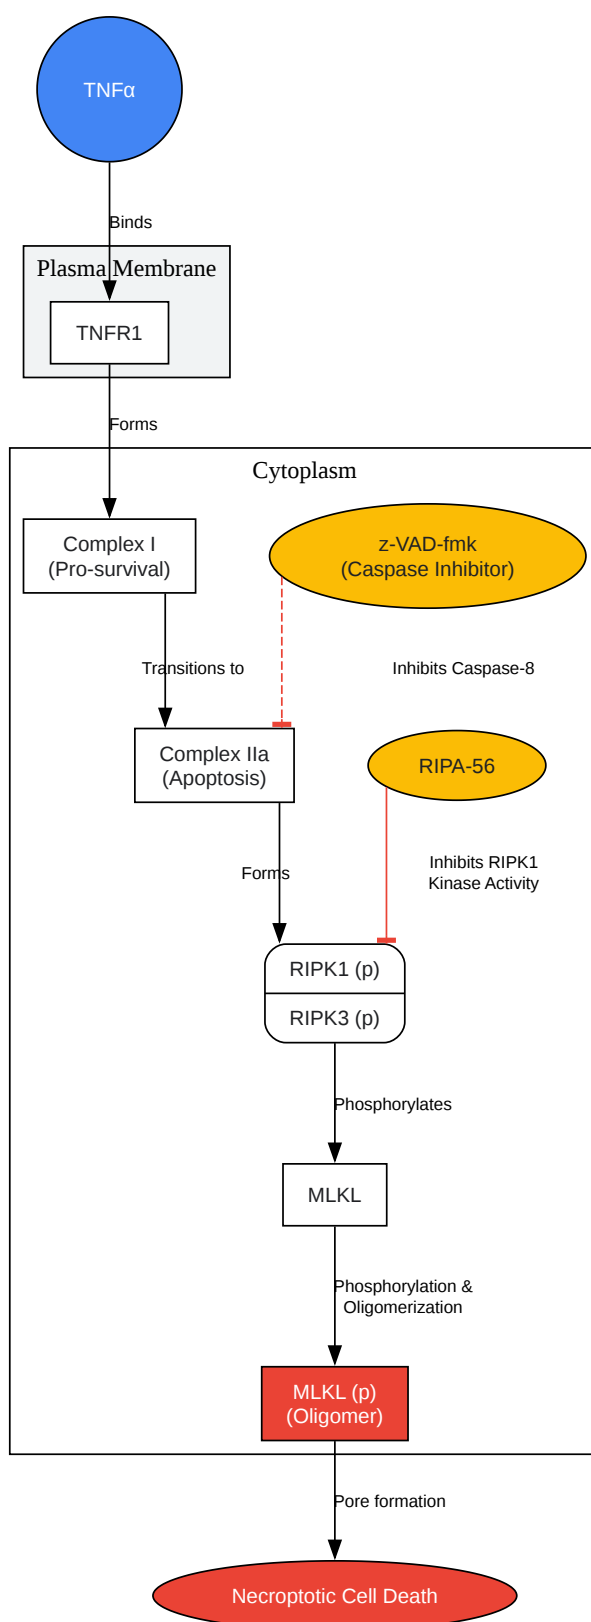 TNFα
Binds
Plasma Membrane
TNFR1
Forms
Cytoplasm
Complex I
(Pro-survival)
z-VAD-fmk
(Caspase Inhibitor)
Transitions to
Inhibits Caspase-8
Complex IIa
(Apoptosis)
RIPA-56
Forms
Inhibits RIPK1
Kinase Activity
RIPK1 (p)
RIPK3 (p)
Phosphorylates
MLKL
Phosphorylation &
Oligomerization
MLKL (p)
(Oligomer)
Pore formation
Necroptotic Cell Death